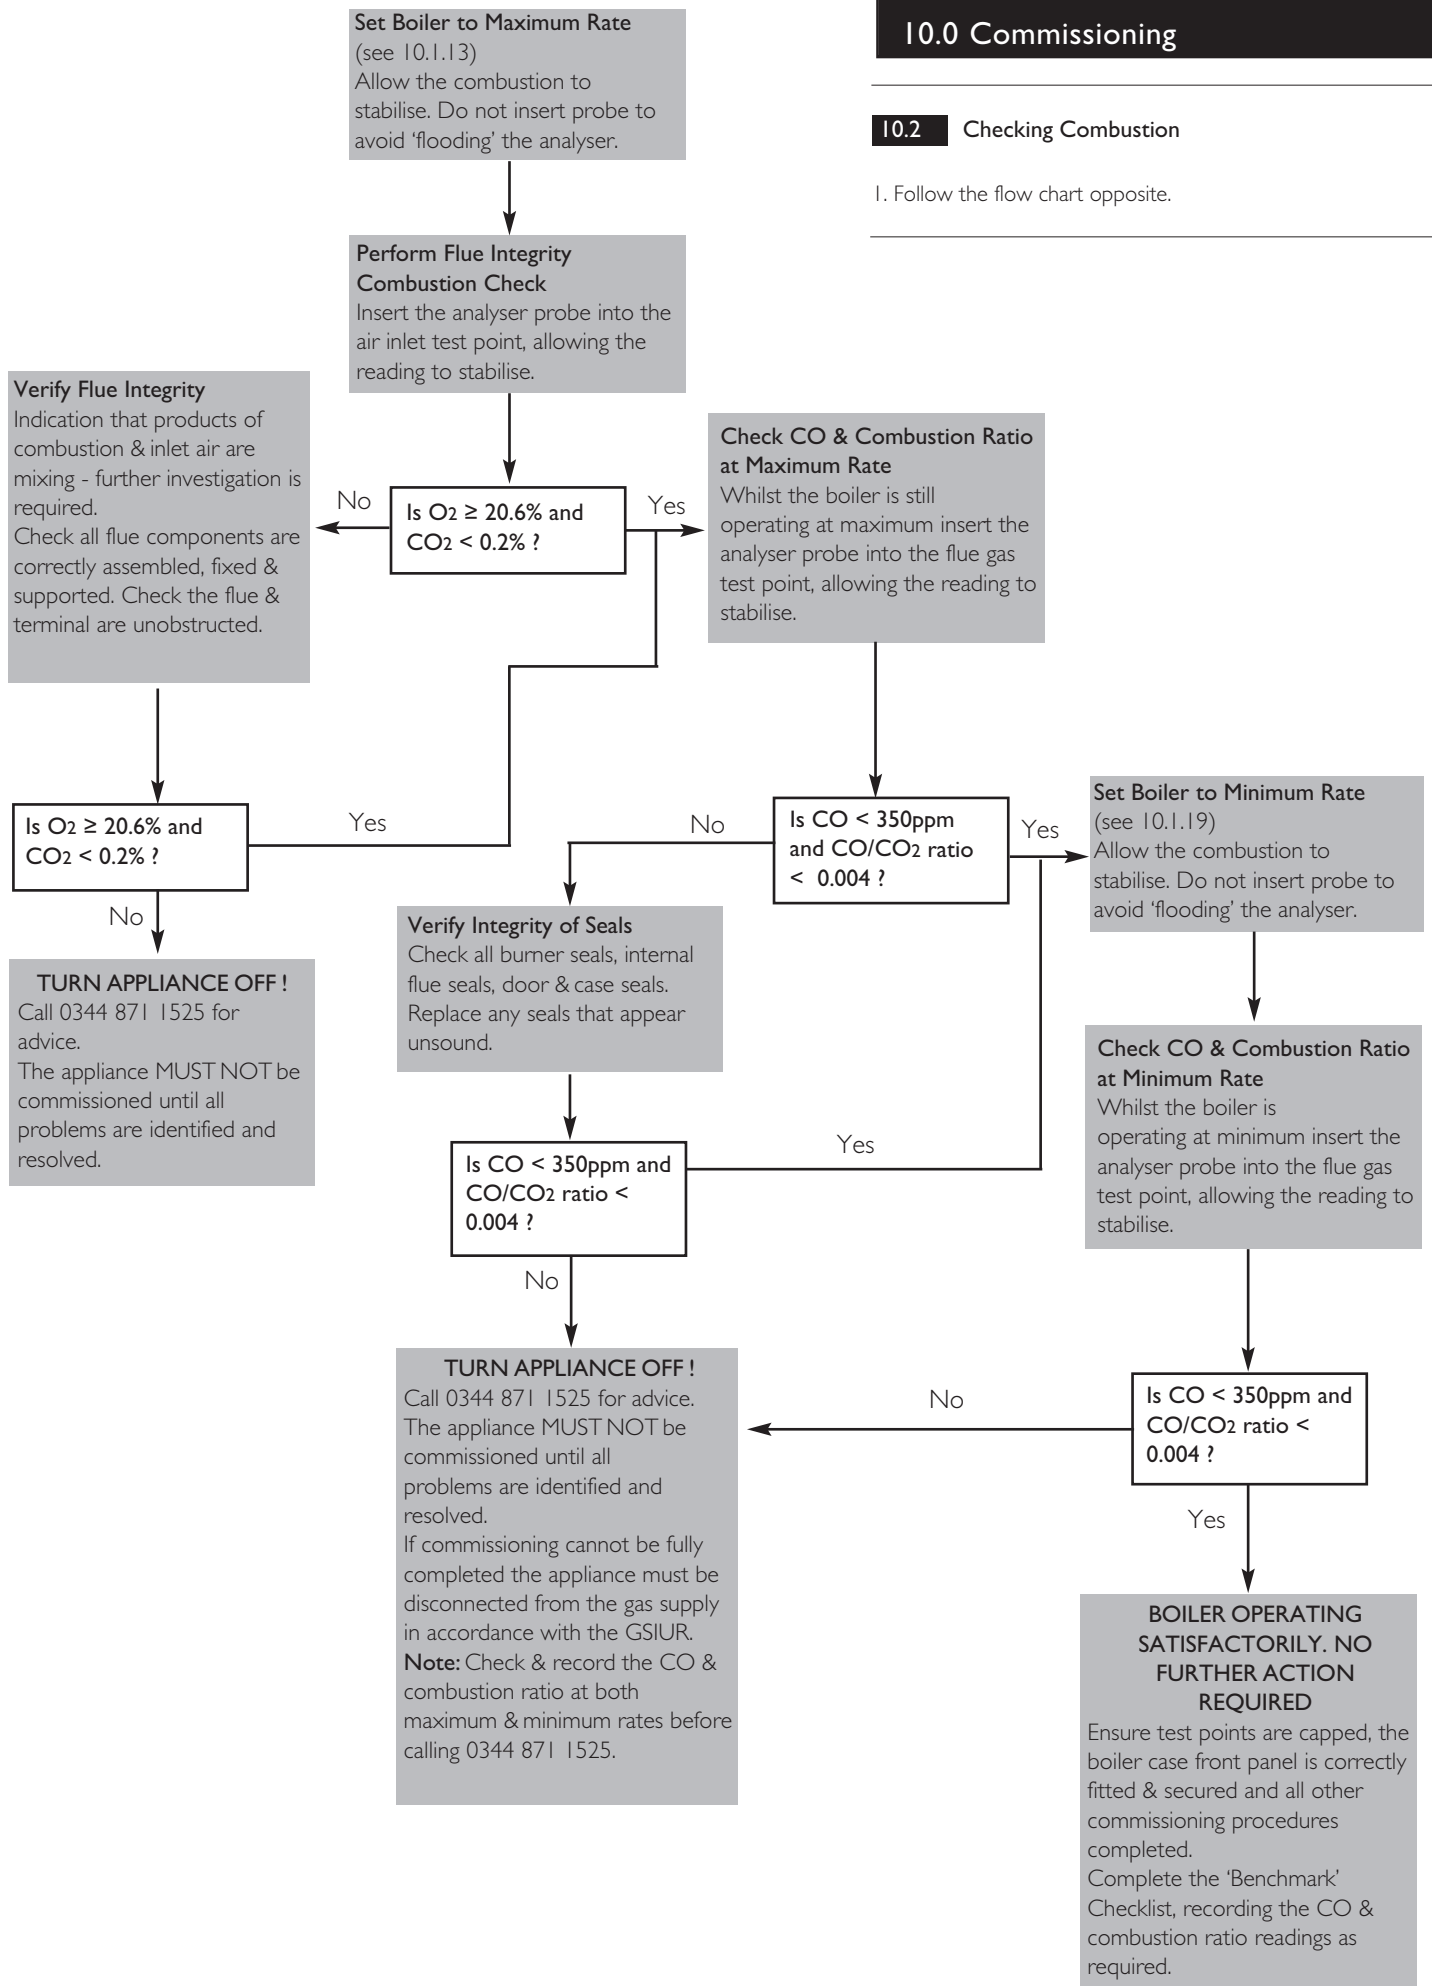 10.0 Commissioning
10.2 Checking Combustion
1. Follow the flow chart opposite.
Set Boiler to Maximum Rate
(see 10.1.13)
Allow the combustion to
stabilise. Do not insert probe to
avoid ‘flooding’ the analyser.
Perform Flue Integrity
Combustion Check
Insert the analyser probe into the
air inlet test point, allowing the
reading to stabilise.
Is O2 ≥ 20.6% and
CO2 < 0.2% ?
No
Yes
Verify Flue Integrity
Indication that products of
combustion & inlet air are
mixing - further investigation is
required.
Check all flue components are
correctly assembled, fixed &
supported. Check the flue &
terminal are unobstructed.
Is O2 ≥ 20.6% and
CO2 < 0.2% ?
Yes
No
TURN APPLIANCE OFF !
Call 0344 871 1525 for
advice.
The appliance MUST NOT be
commissioned until all
problems are identified and
resolved.
Check CO & Combustion Ratio
at Maximum Rate
Whilst the boiler is still
operating at maximum insert the
analyser probe into the flue gas
test point, allowing the reading to
stabilise.
Is CO < 350ppm
and CO/CO2 ratio
< 0.004 ?
No
Yes
Verify Integrity of Seals
Check all burner seals, internal
flue seals, door & case seals.
Replace any seals that appear
unsound.
Is CO < 350ppm and
CO/CO2 ratio <
0.004 ?
Yes
No
TURN APPLIANCE OFF !
Call 0344 871 1525 for advice.
The appliance MUST NOT be
commissioned until all
problems are identified and
resolved.
If commissioning cannot be fully
completed the appliance must be
disconnected from the gas supply
in accordance with the GSIUR.
Note: Check & record the CO &
combustion ratio at both
maximum & minimum rates before
calling 0344 871 1525.
Set Boiler to Minimum Rate
(see 10.1.19)
Allow the combustion to
stabilise. Do not insert probe to
avoid ‘flooding’ the analyser.
Check CO & Combustion Ratio
at Minimum Rate
Whilst the boiler is
operating at minimum insert the
analyser probe into the flue gas
test point, allowing the reading to
stabilise.
Is CO < 350ppm and
CO/CO2 ratio <
0.004 ?
No
Yes
BOILER OPERATING
SATISFACTORILY. NO
FURTHER ACTION
REQUIRED
Ensure test points are capped, the
boiler case front panel is correctly
fitted & secured and all other
commissioning procedures
completed.
Complete the ‘Benchmark’
Checklist, recording the CO &
combustion ratio readings as
required.